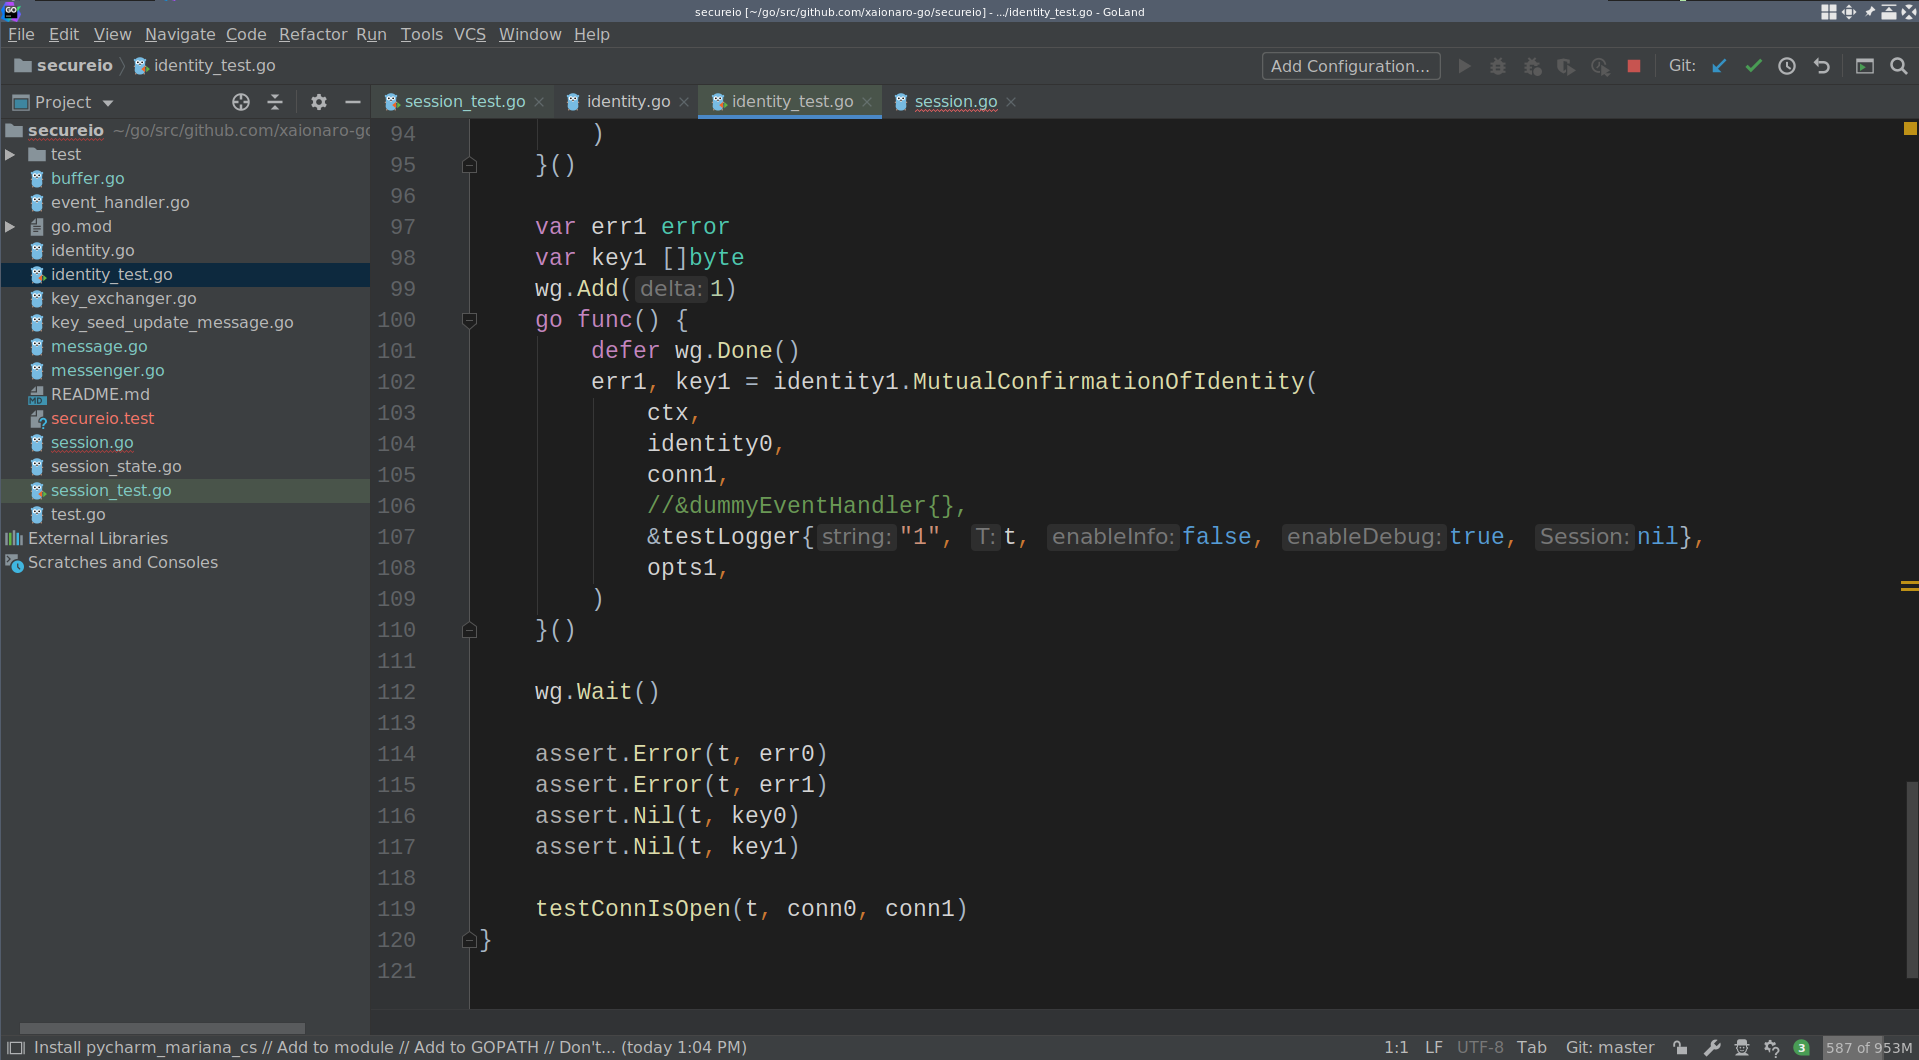 secureio [~/go/src/github.com/xaionaro-go/secureio] - .../identity_test.go - GoLand
File Edit View Navigate Code Refactor Run Tools VCS Window Help
secureio identity_test.go Add Configuration... Git:
Project
session_test.go identity.go identity_test.go session.go
secureio ~/go/src/github.com/xaionaro-go
test
buffer.go
event_handler.go
go.mod
identity.go
identity_test.go
key_exchanger.go
key_seed_update_message.go
message.go
messenger.go
README.md
secureio.test
session.go
session_state.go
session_test.go
test.go
External Libraries
Scratches and Consoles
94 )
95 }()
96
97 var err1 error
98 var key1 []byte
99 wg.Add( delta: 1)
100 go func() {
101 defer wg.Done()
102 err1, key1 = identity1.MutualConfirmationOfIdentity(
103 ctx,
104 identity0,
105 conn1,
106 //&dummyEventHandler{},
107 &testLogger{ string: "1", T: t, enableInfo: false, enableDebug: true, Session: nil},
108 opts1,
109 )
110 }()
111
112 wg.Wait()
113
114 assert.Error(t, err0)
115 assert.Error(t, err1)
116 assert.Nil(t, key0)
117 assert.Nil(t, key1)
118
119 testConnIsOpen(t, conn0, conn1)
120 }
121
Install pycharm_mariana_cs // Add to module // Add to GOPATH // Don't... (today 1:04 PM) 1:1 LF UTF-8 Tab Git: master 3 587 of 953M